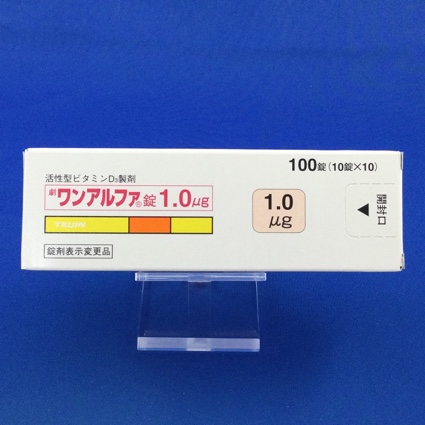 100錠(10錠×10)
活性型ビタミンD₃製剤
劇 ワンアルファ®錠 1.0μg
1.0
μg
開封口
錠剤表示変更品